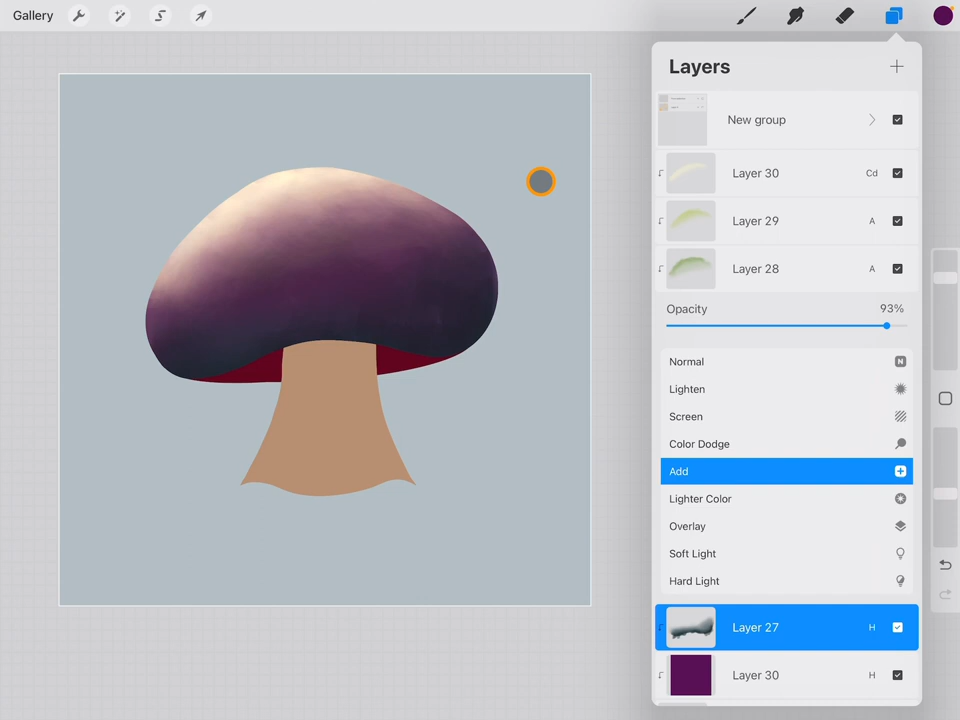 Gallery
Layers
New group
Layer 30 Cd
Layer 29 A
Layer 28 A
Opacity 93%
Normal N
Lighten
Screen
Color Dodge
Add
Lighter Color
Overlay
Soft Light
Hard Light
Layer 27 H
Layer 30 H